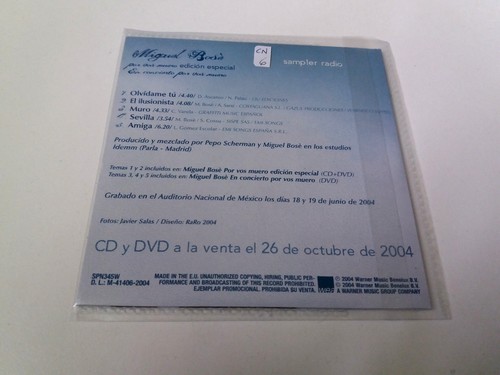 Miguel Bosé
por vos muero edición especial
En concierto por vos muero
CN
6
sampler radio
Olvídame tú /4.40/
El ilusionista /4.08/
Muro /4.35/
Sevilla /3.54/
Amiga /6.20/
Producido y mezclado por Pepo Scherman y Miguel Bosé en los estudios
Idemm (Parla - Madrid)
Temas 1 y 2 incluidos en: Miguel Bosé Por vos muero edición especial (CD+DVD)
Temas 3, 4 y 5 incluidos en: Miguel Bosé En concierto por vos muero
(DVD)
Grabado en el Auditorio Nacional de México los días 18 y 19 de junio de 2004
Fotos: Javier Salas / Diseño: Rallo 2004
CD y DVD a la venta el 26 de octubre de 2004
SPN345W
D. L.: M-41406-2004
MADE IN THE E.U. UNAUTHORIZED COPYING, HIRING, PUBLIC PER-
FORMANCE AND BROADCASTING OF THIS RECORD PROHIBITED.
EJEMPLAR PROMOCIONAL, PROHIBIDA SU VENTA.
℗ 2004 Warner Music Benelux B.V.
© 2004 Warner Music Benelux B.V.
A WARNER MUSIC GROUP COMPANY